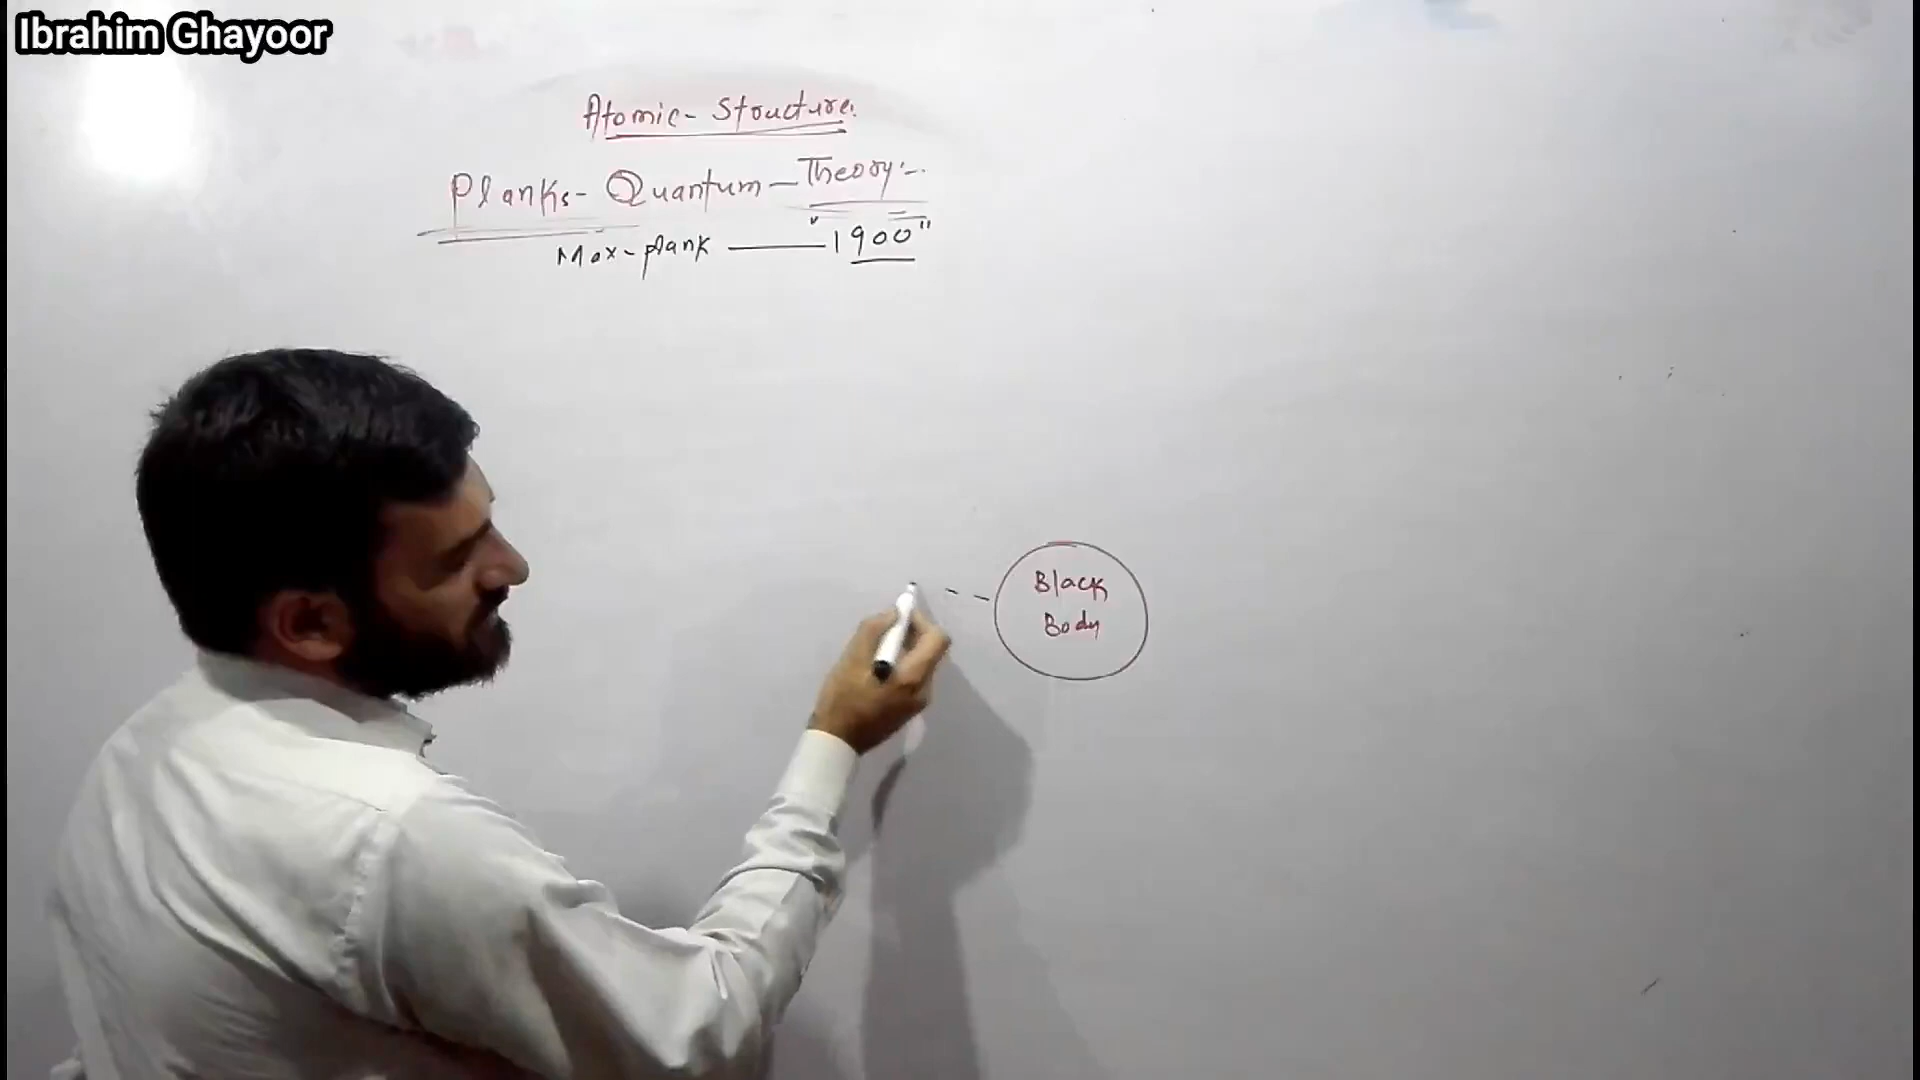 Ibrahim Ghayoor
Atomic - Structure.
Planks - Quantum - Theory:-
Max - plank — "1900"
Black
Body